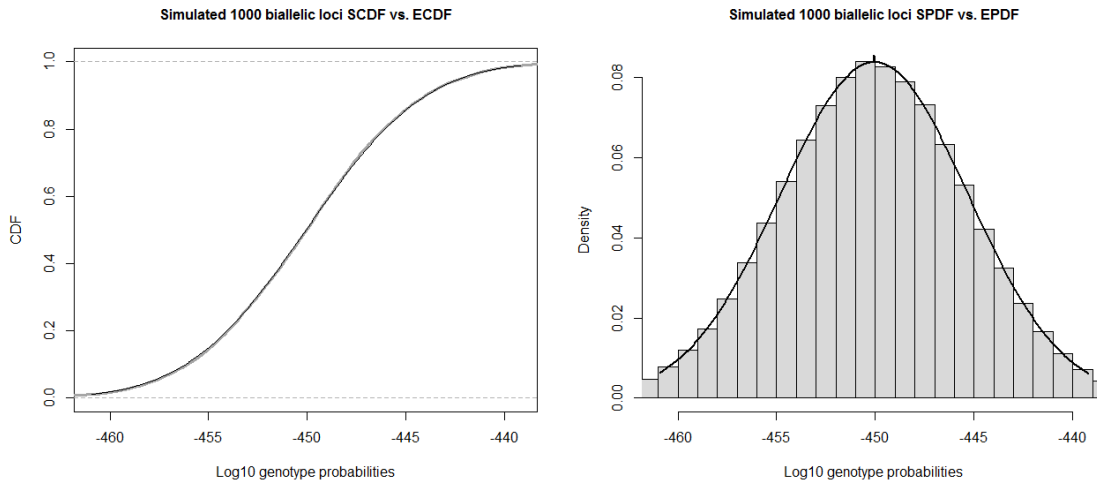 Simulated 1000 biallelic loci SCDF vs. ECDF
CDF
1.0
0.8
0.6
0.4
0.2
0.0
-460 -455 -450 -445 -440
Log10 genotype probabilities
Simulated 1000 biallelic loci SPDF vs. EPDF
Density
0.08
0.06
0.04
0.02
0.00
-460 -455 -450 -445 -440
Log10 genotype probabilities